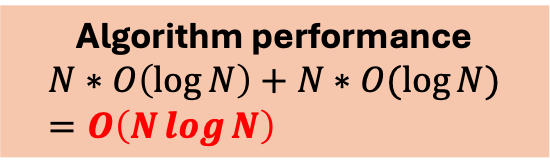 Algorithm performance
N * O(log N) + N * O(log N)
= O(N log N)